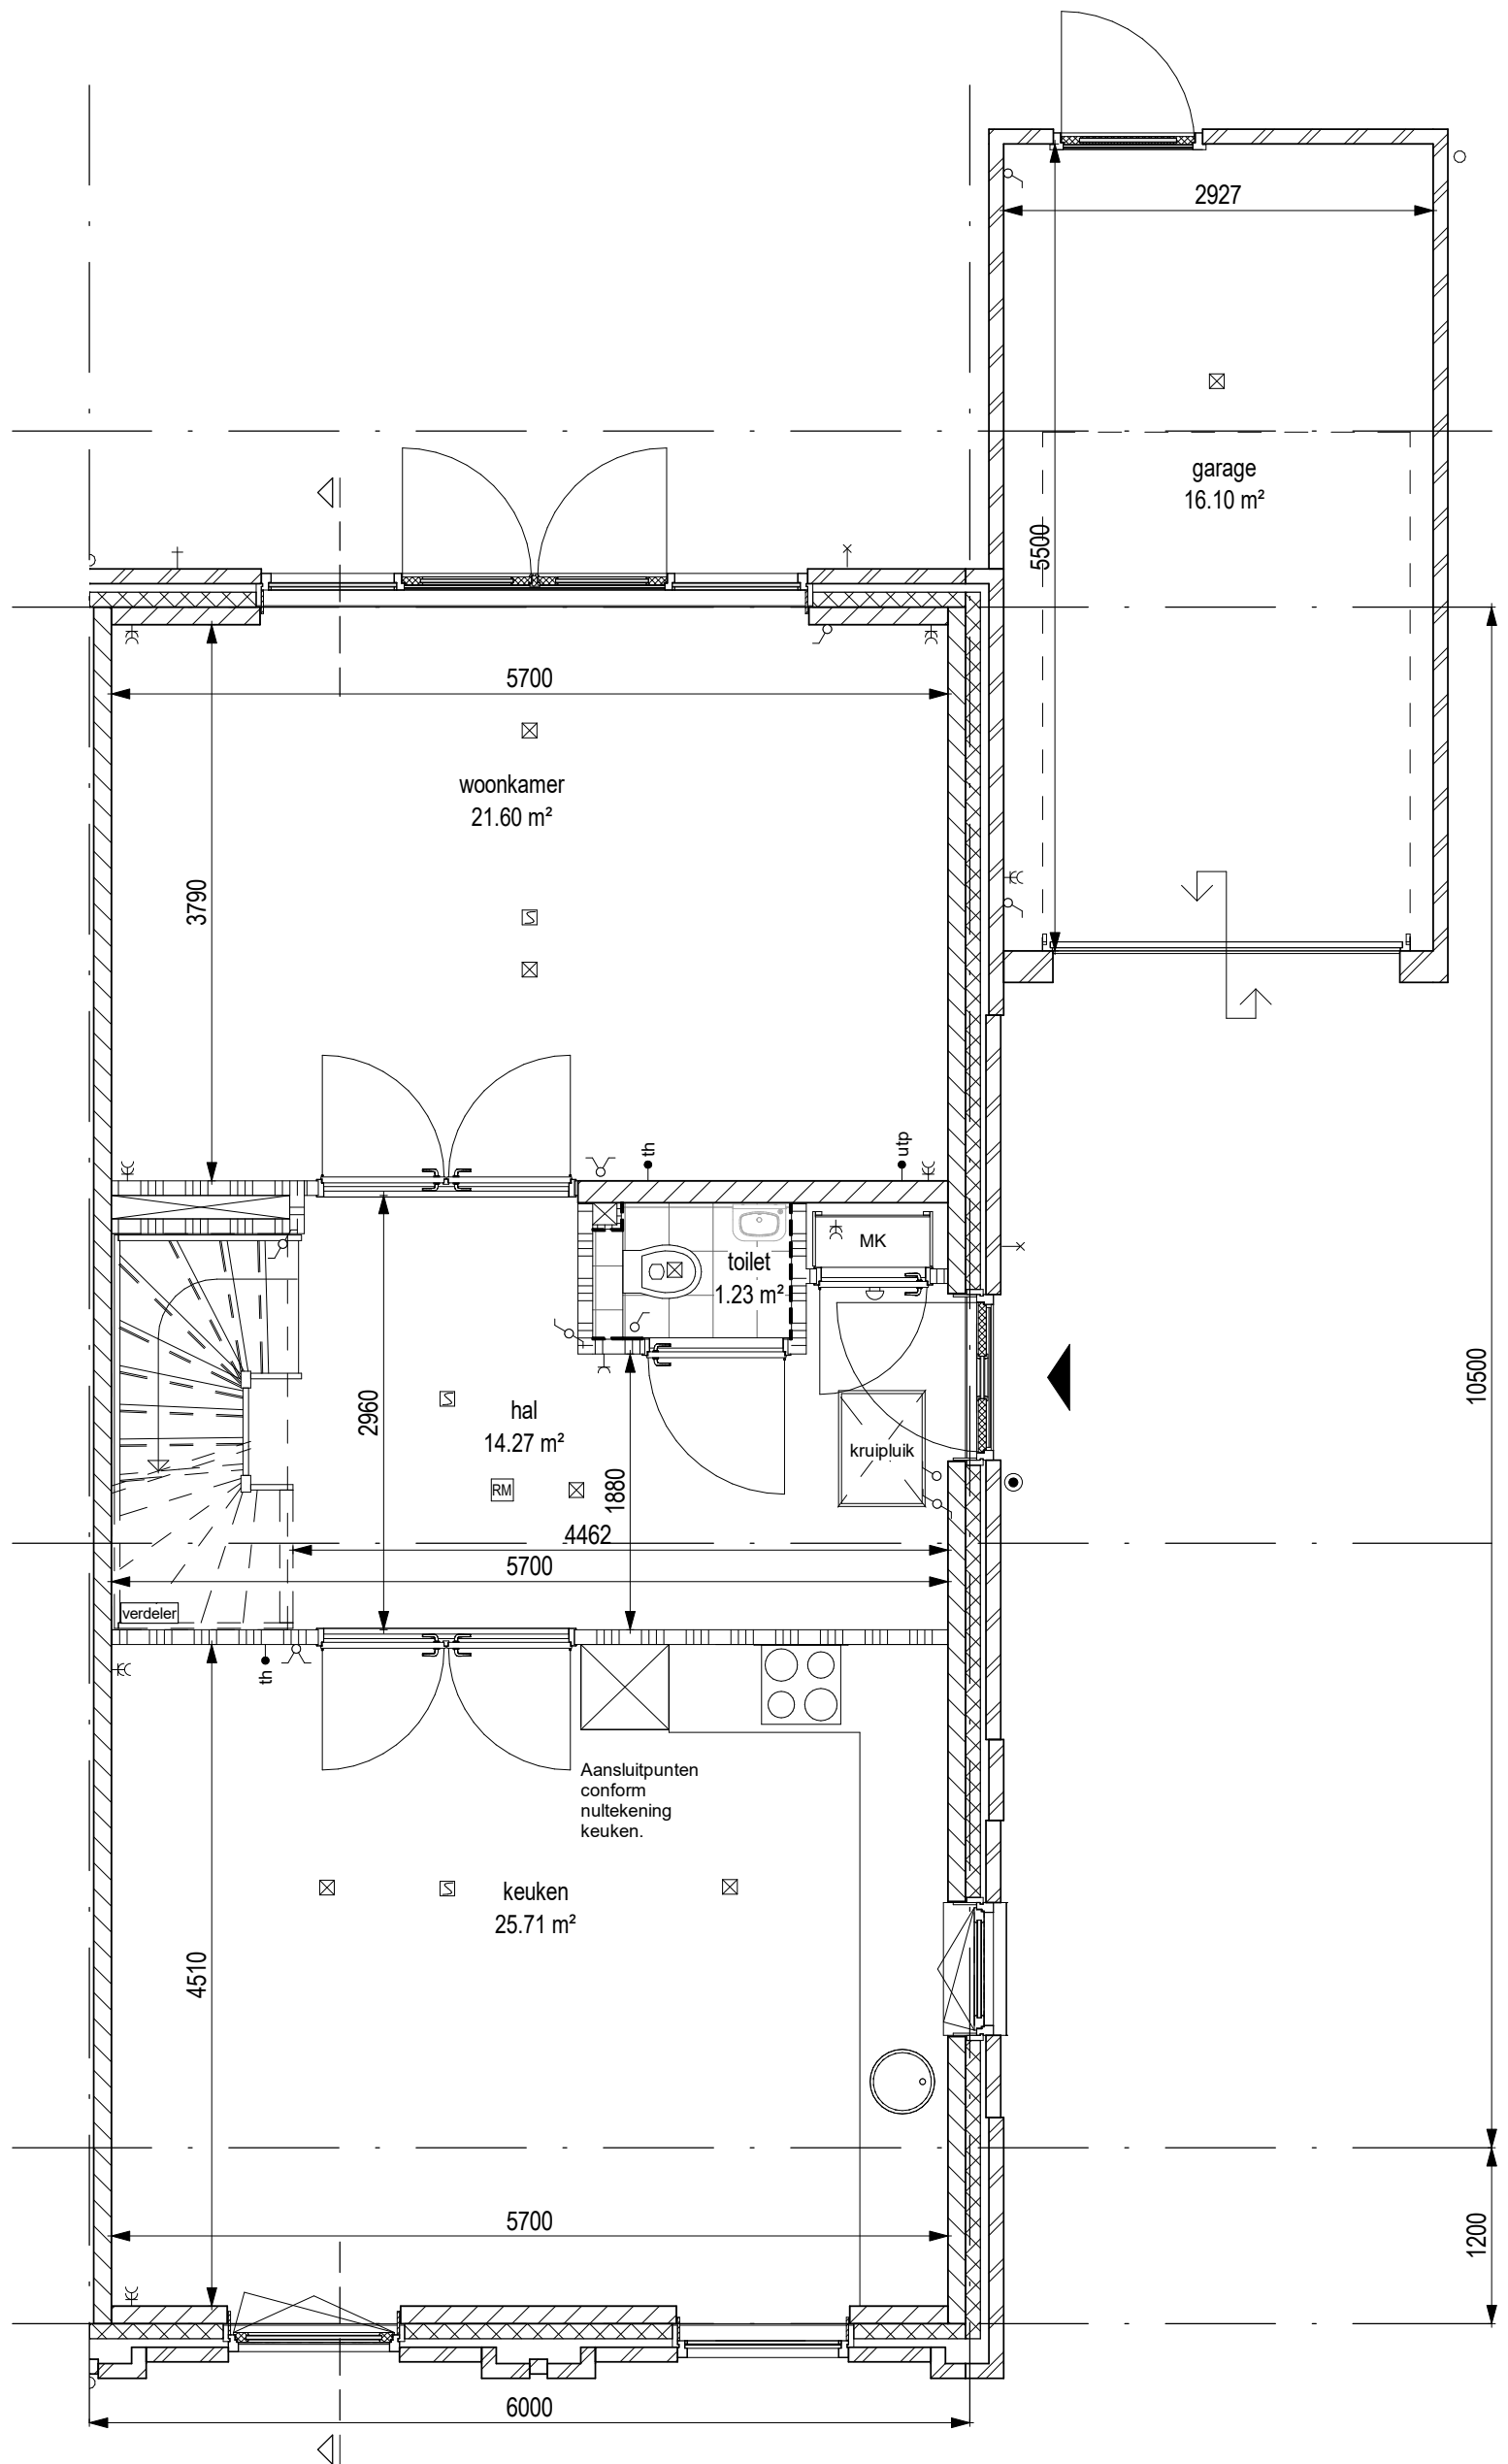 2927
garage
16.10 m²
5500
5700
woonkamer
21.60 m²
3790
th
utp
MK
toilet
1.23 m²
2960
hal
14.27 m²
kruipluik
RM
1880
4462
5700
10500
verdeler
th
Aansluitpunten
conform
nultekening
keuken.
keuken
25.71 m²
4510
5700
1200
6000